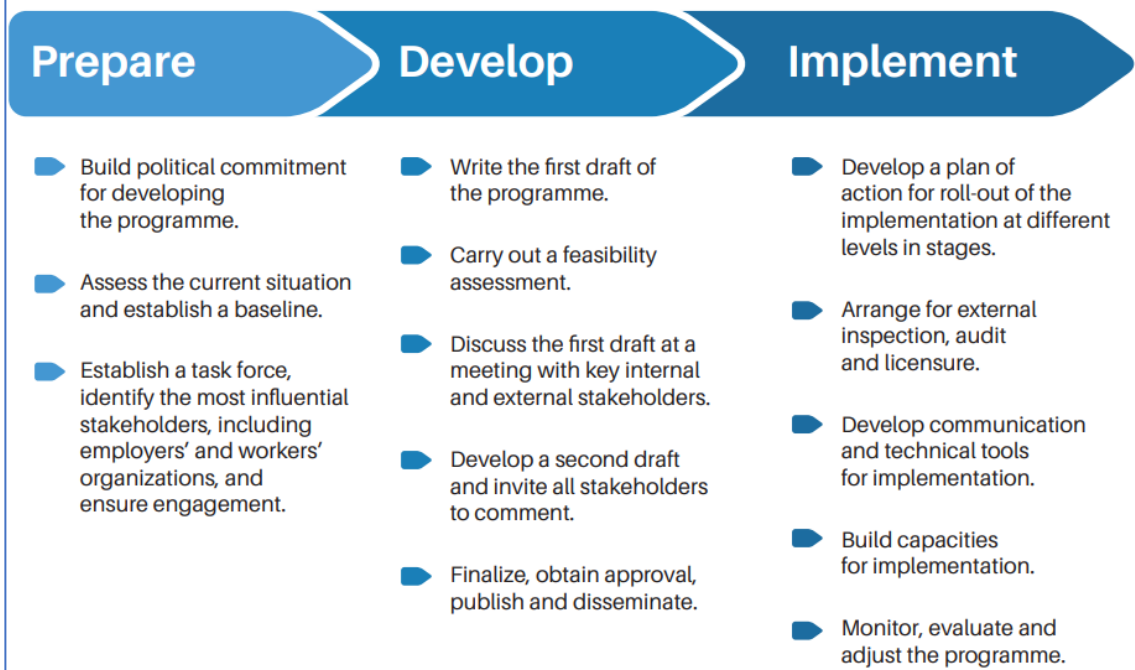 Prepare
Build political commitment
for developing
the programme.
Assess the current situation
and establish a baseline.
Establish a task force,
identify the most influential
stakeholders, including
employers’ and workers’
organizations, and
ensure engagement.
Develop
Write the first draft of
the programme.
Carry out a feasibility
assessment.
Discuss the first draft at a
meeting with key internal
and external stakeholders.
Develop a second draft
and invite all stakeholders
to comment.
Finalize, obtain approval,
publish and disseminate.
Implement
Develop a plan of
action for roll-out of the
implementation at different
levels in stages.
Arrange for external
inspection, audit
and licensure.
Develop communication
and technical tools
for implementation.
Build capacities
for implementation.
Monitor, evaluate and
adjust the programme.